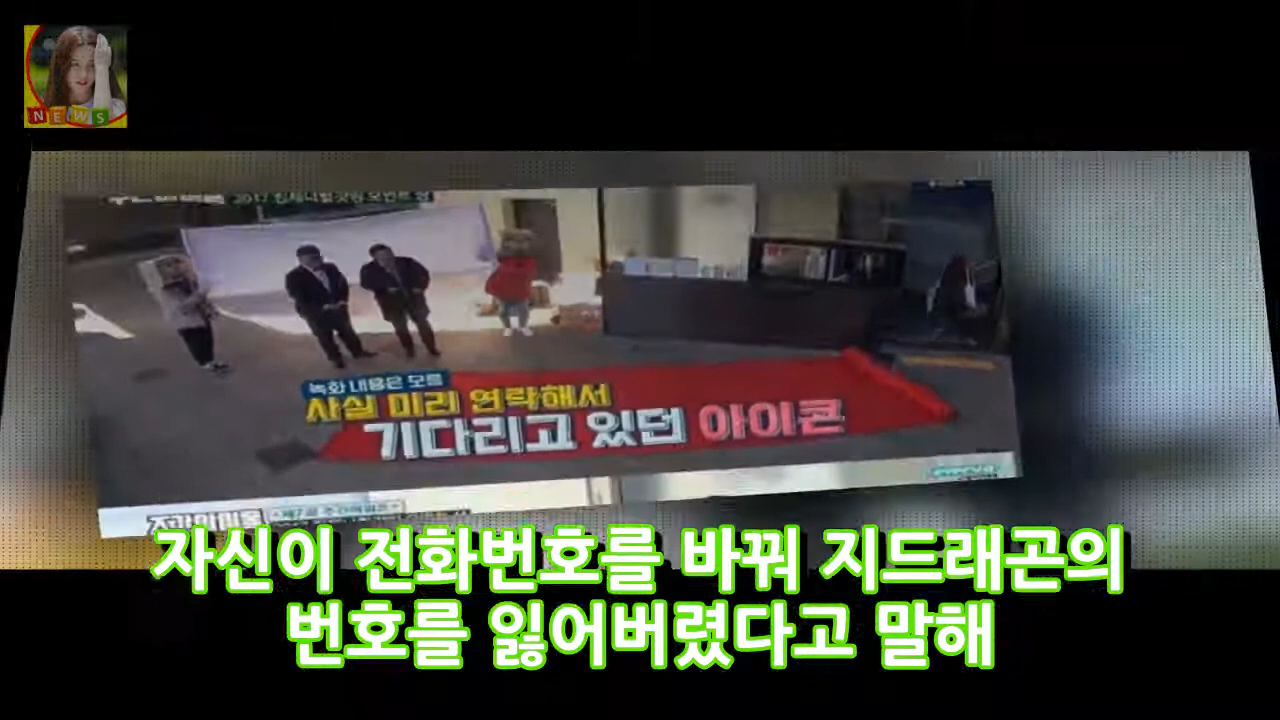 NEWS
녹화 내용은 모름
사실 미리 연락해서
기다리고 있던 아이콘
자신이 전화번호를 바꿔 지드래곤의
번호를 잃어버렸다고 말해